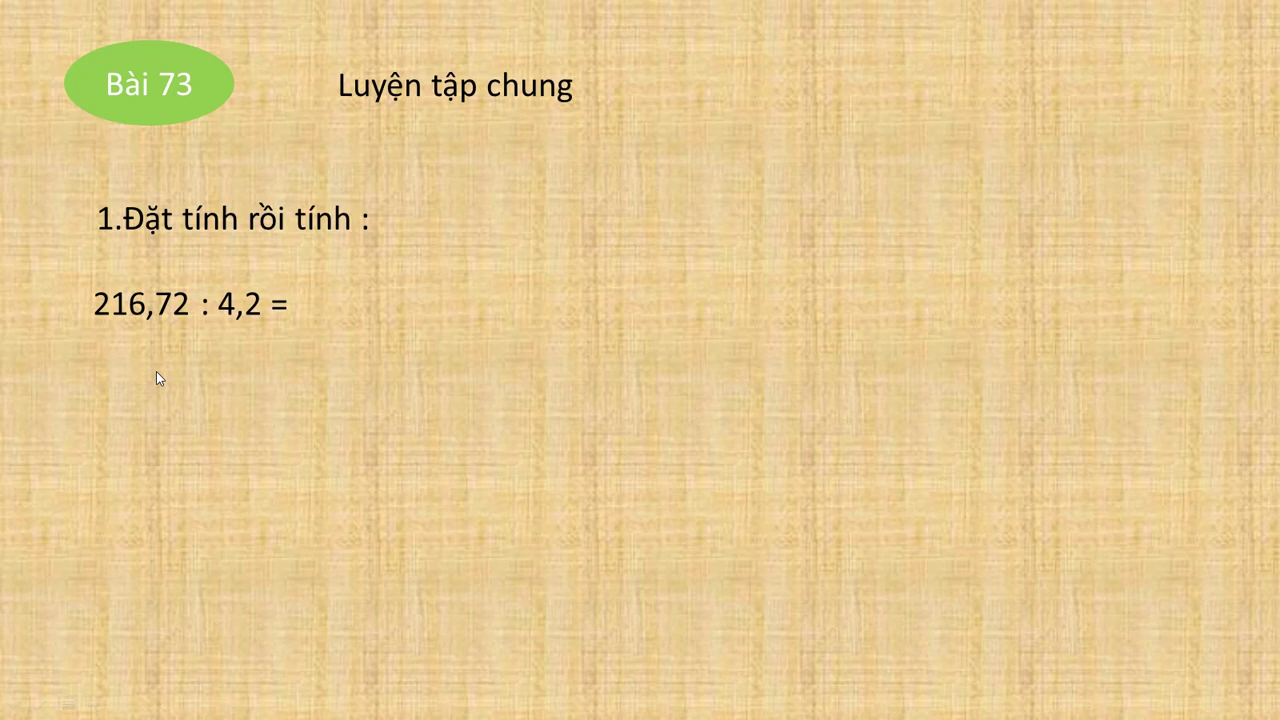 Bài 73
Luyện tập chung
1.Đặt tính rồi tính :
216,72 : 4,2 =